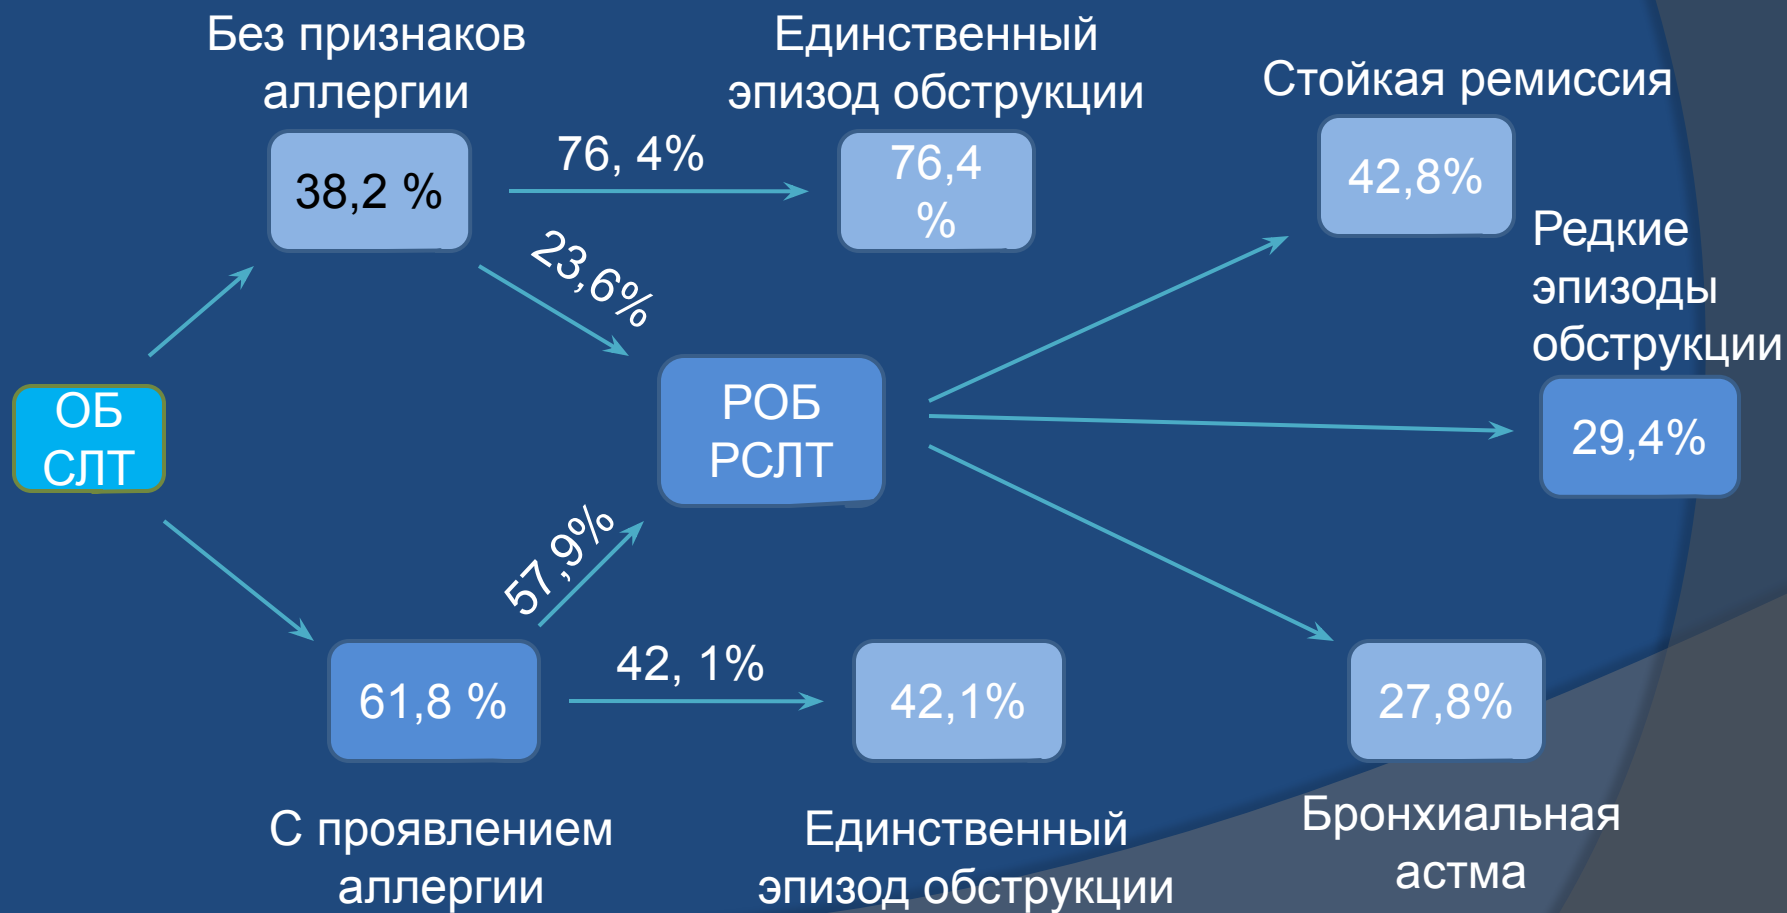 Без признаков
аллергии
38,2 %
76, 4%
23,6%
Единственный
эпизод обструкции
76,4
%
Стойкая ремиссия
42,8%
Редкие
эпизоды
обструкции
29,4%
ОБ
СЛТ
РОБ
РСЛТ
57,9%
61,8 %
42, 1%
42,1%
27,8%
С проявлением
аллергии
Единственный
эпизод обструкции
Бронхиальная
астма